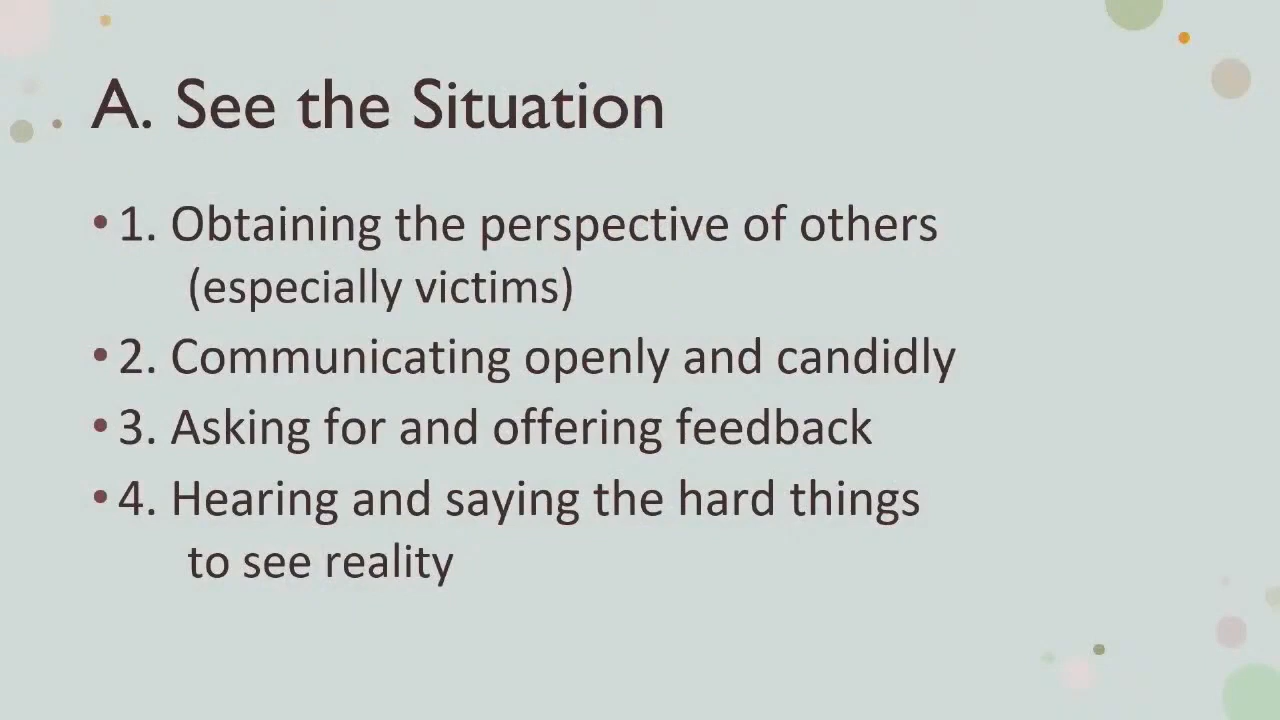 A. See the Situation
• 1. Obtaining the perspective of others
(especially victims)
• 2. Communicating openly and candidly
• 3. Asking for and offering feedback
• 4. Hearing and saying the hard things
to see reality